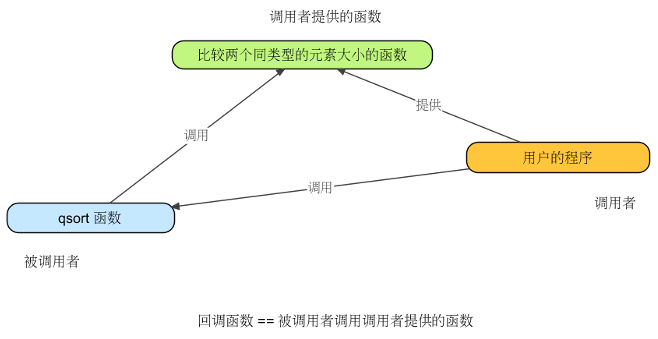 调用者提供的函数
比较两个同类型的元素大小的函数
提供
调用
用户的程序
调用
调用者
qsort 函数
被调用者
回调函数 == 被调用者调用调用者提供的函数